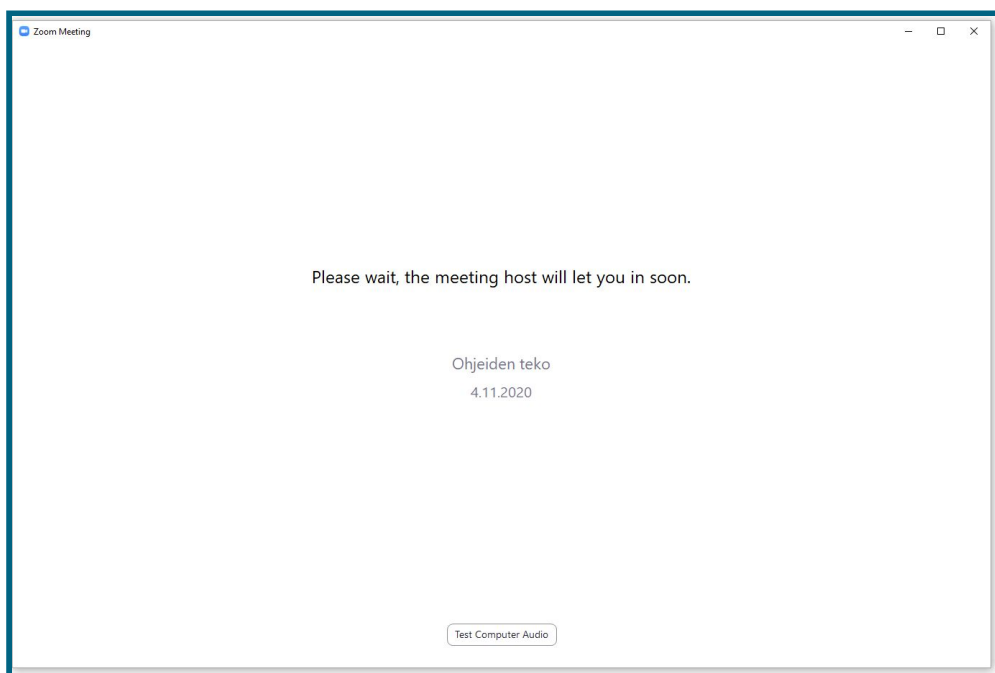 Zoom Meeting
Please wait, the meeting host will let you in soon.
Ohjeiden teko
4.11.2020
Test Computer Audio